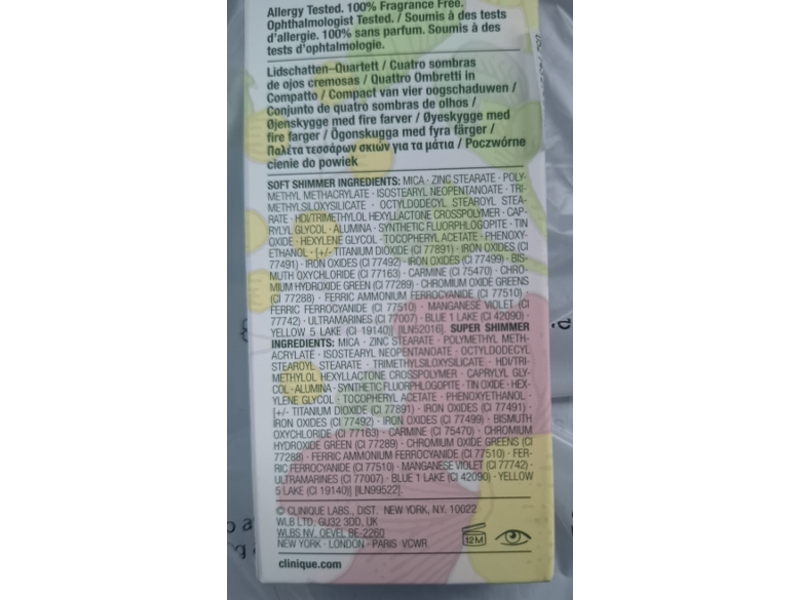 Allergy Tested. 100% Fragrance Free.
Ophthalmologist Tested. / Soumis à des tests
d'allergie. 100% sans parfum. Soumis à des
tests d'ophtalmologie.
Lidschatten–Quartett / Cuatro sombras
de ojos cremosas / Quattro Ombretti in
Compatto / Compact van vier oogschaduwen /
Conjunto de quatro sombras de olhos /
Øjenskygge med fire farver / Øyeskygge med
fire farger / Ögonskugga med fyra färger /
Παλέτα τεσσάρων σκιών για τα μάτια / Poczwórne
cienie do powiek
SOFT SHIMMER INGREDIENTS: MICA · ZINC STEARATE · POLY-
METHYL METHACRYLATE · ISOSTEARYL NEOPENTANOATE · TRI-
METHYLSILOXYSILICATE · OCTYLDODECYL STEAROYL STEA-
RATE · HDI/TRIMETHYLOL HEXYLLACTONE CROSSPOLYMER · CAP-
RYLYL GLYCOL · ALUMINA · SYNTHETIC FLUORPHLOGOPITE · TIN
OXIDE · HEXYLENE GLYCOL · TOCOPHERYL ACETATE · PHENOXY-
ETHANOL · [+/- TITANIUM DIOXIDE (CI 77891) · IRON OXIDES (CI
77491) · IRON OXIDES (CI 77492) · IRON OXIDES (CI 77499) · BIS-
MUTH OXYCHLORIDE (CI 77163) · CARMINE (CI 75470) · CHRO-
MIUM HYDROXIDE GREEN (CI 77289) · CHROMIUM OXIDE GREENS
(CI 77288) · FERRIC AMMONIUM FERROCYANIDE (CI 77510) ·
FERRIC FERROCYANIDE (CI 77510) · MANGANESE VIOLET (CI
77742) · ULTRAMARINES (CI 77007) · BLUE 1 LAKE (CI 42090) ·
YELLOW 5 LAKE (CI 19140)] [ILN52016]. SUPER SHIMMER
INGREDIENTS: MICA · ZINC STEARATE · POLYMETHYL METH-
ACRYLATE · ISOSTEARYL NEOPENTANOATE · OCTYLDODECYL
STEAROYL STEARATE · TRIMETHYLSILOXYSILICATE · HDI/TRI-
METHYLOL HEXYLLACTONE CROSSPOLYMER · CAPRYLYL GLY-
COL · ALUMINA · SYNTHETIC FLUORPHLOGOPITE · TIN OXIDE · HEX-
YLENE GLYCOL · TOCOPHERYL ACETATE · PHENOXYETHANOL ·
[+/- TITANIUM DIOXIDE (CI 77891) · IRON OXIDES (CI 77491) ·
IRON OXIDES (CI 77492) · IRON OXIDES (CI 77499) · BISMUTH
OXYCHLORIDE (CI 77163) · CARMINE (CI 75470) · CHROMIUM
HYDROXIDE GREEN (CI 77289) · CHROMIUM OXIDE GREENS (CI
77288) · FERRIC AMMONIUM FERROCYANIDE (CI 77510) · FER-
RIC FERROCYANIDE (CI 77510) · MANGANESE VIOLET (CI 77742) ·
ULTRAMARINES (CI 77007) · BLUE 1 LAKE (CI 42090) · YELLOW
5 LAKE (CI 19140)] [ILN99522].
© CLINIQUE LABS., DIST. NEW YORK, N.Y. 10022
WLB LTD, GU32 3DD, UK
WLBS NV, OEVEL BE-2260
NEW YORK · LONDON · PARIS VCWR
12M
clinique.com